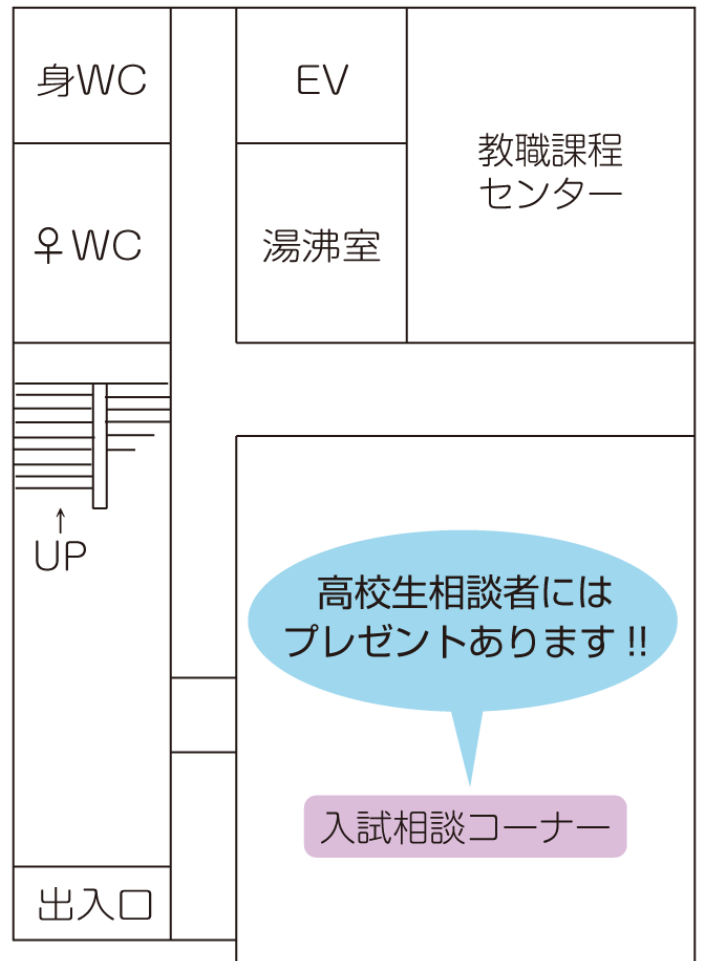 身WC
EV
教職課程
センター
♀WC
湯沸室
↑
UP
高校生相談者には
プレゼントあります!!
入試相談コーナー
出入口